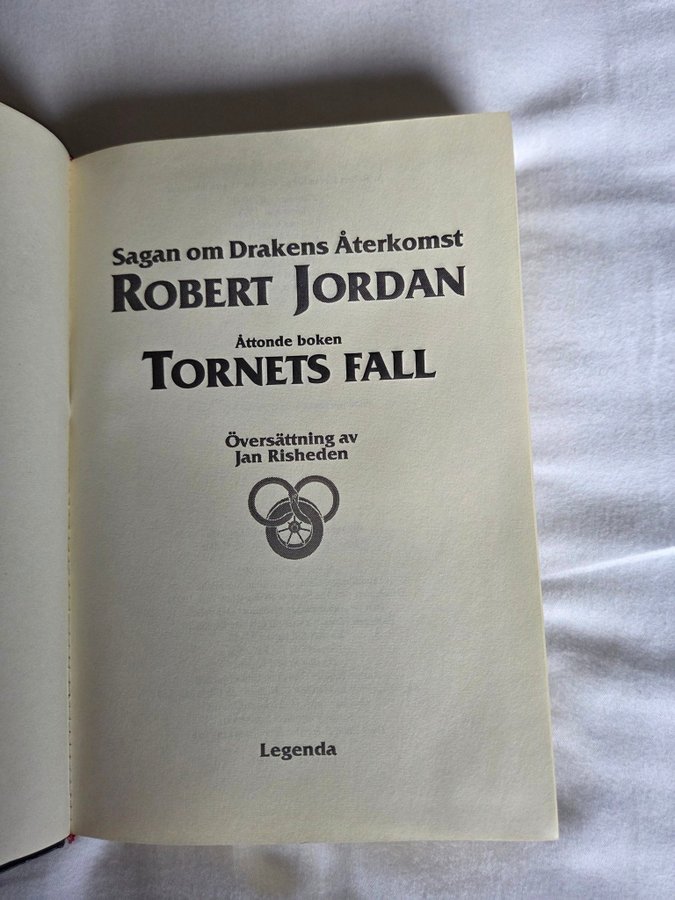 Sagan om Drakens Återkomst
ROBERT JORDAN
Åttonde boken
TORNETS FALL
Översättning av
Jan Risheden
Legenda